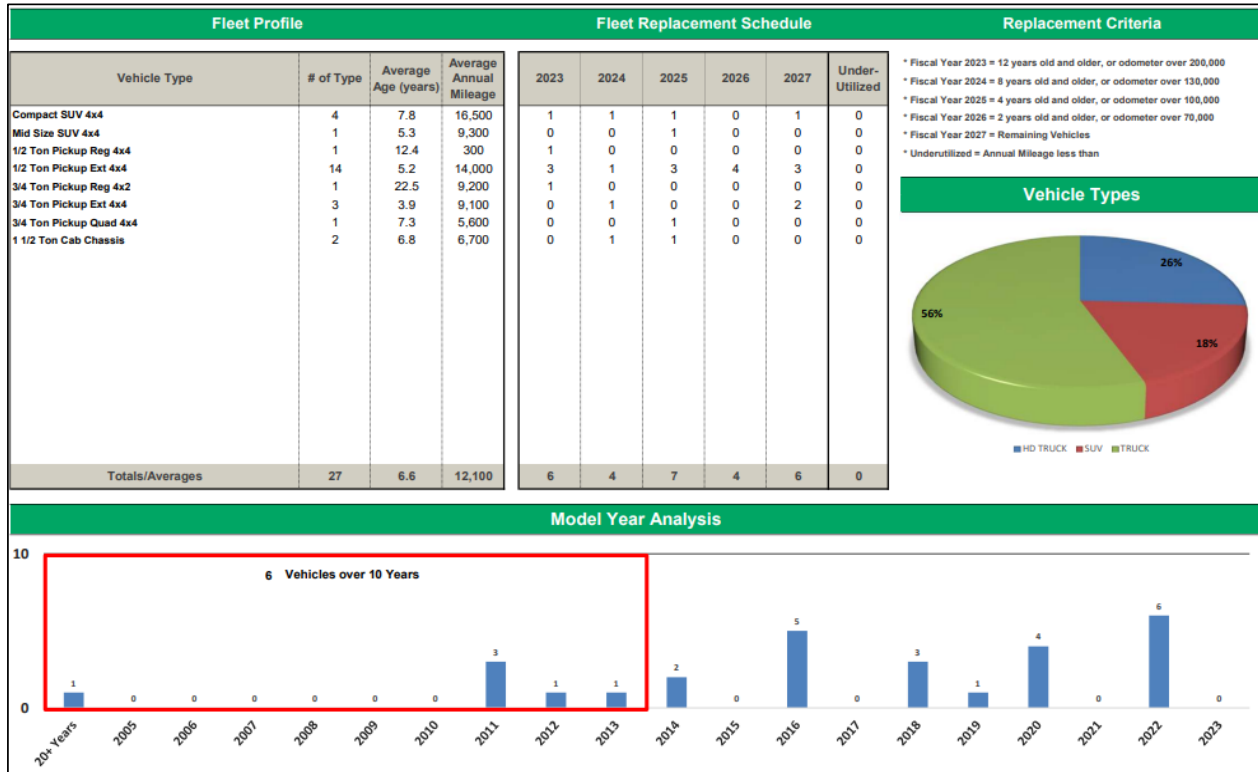 Fleet Profile
Fleet Replacement Schedule
Replacement Criteria
Vehicle Type # of Type Average Age (years) Average Annual Mileage
2023 2024 2025 2026 2027 Under-Utilized
Compact SUV 4x4 4 7.8 16,500 1 1 1 0 1 0
Mid Size SUV 4x4 1 5.3 9,300 0 0 1 0 0 0
1/2 Ton Pickup Reg 4x4 1 12.4 300 1 0 0 0 0 0
1/2 Ton Pickup Ext 4x4 14 5.2 14,000 3 1 3 4 3 0
3/4 Ton Pickup Reg 4x2 1 22.5 9,200 1 0 0 0 0 0
3/4 Ton Pickup Ext 4x4 3 3.9 9,100 0 1 0 0 2 0
3/4 Ton Pickup Quad 4x4 1 7.3 5,600 0 0 1 0 0 0
1 1/2 Ton Cab Chassis 2 6.8 6,700 0 1 1 0 0 0
Totals/Averages 27 6.6 12,100 6 4 7 4 6 0
* Fiscal Year 2023 = 12 years old and older, or odometer over 200,000
* Fiscal Year 2024 = 8 years old and older, or odometer over 130,000
* Fiscal Year 2025 = 4 years old and older, or odometer over 100,000
* Fiscal Year 2026 = 2 years old and older, or odometer over 70,000
* Fiscal Year 2027 = Remaining Vehicles
* Underutilized = Annual Mileage less than
Vehicle Types
26%
56%
18%
HD TRUCK SUV TRUCK
Model Year Analysis
10
6 Vehicles over 10 Years
1 0 0 0 0 0 0 3 1 1 2 0 5 0 3 1 4 0 6 0
0
20+ Years 2005 2006 2007 2008 2009 2010 2011 2012 2013 2014 2015 2016 2017 2018 2019 2020 2021 2022 2023